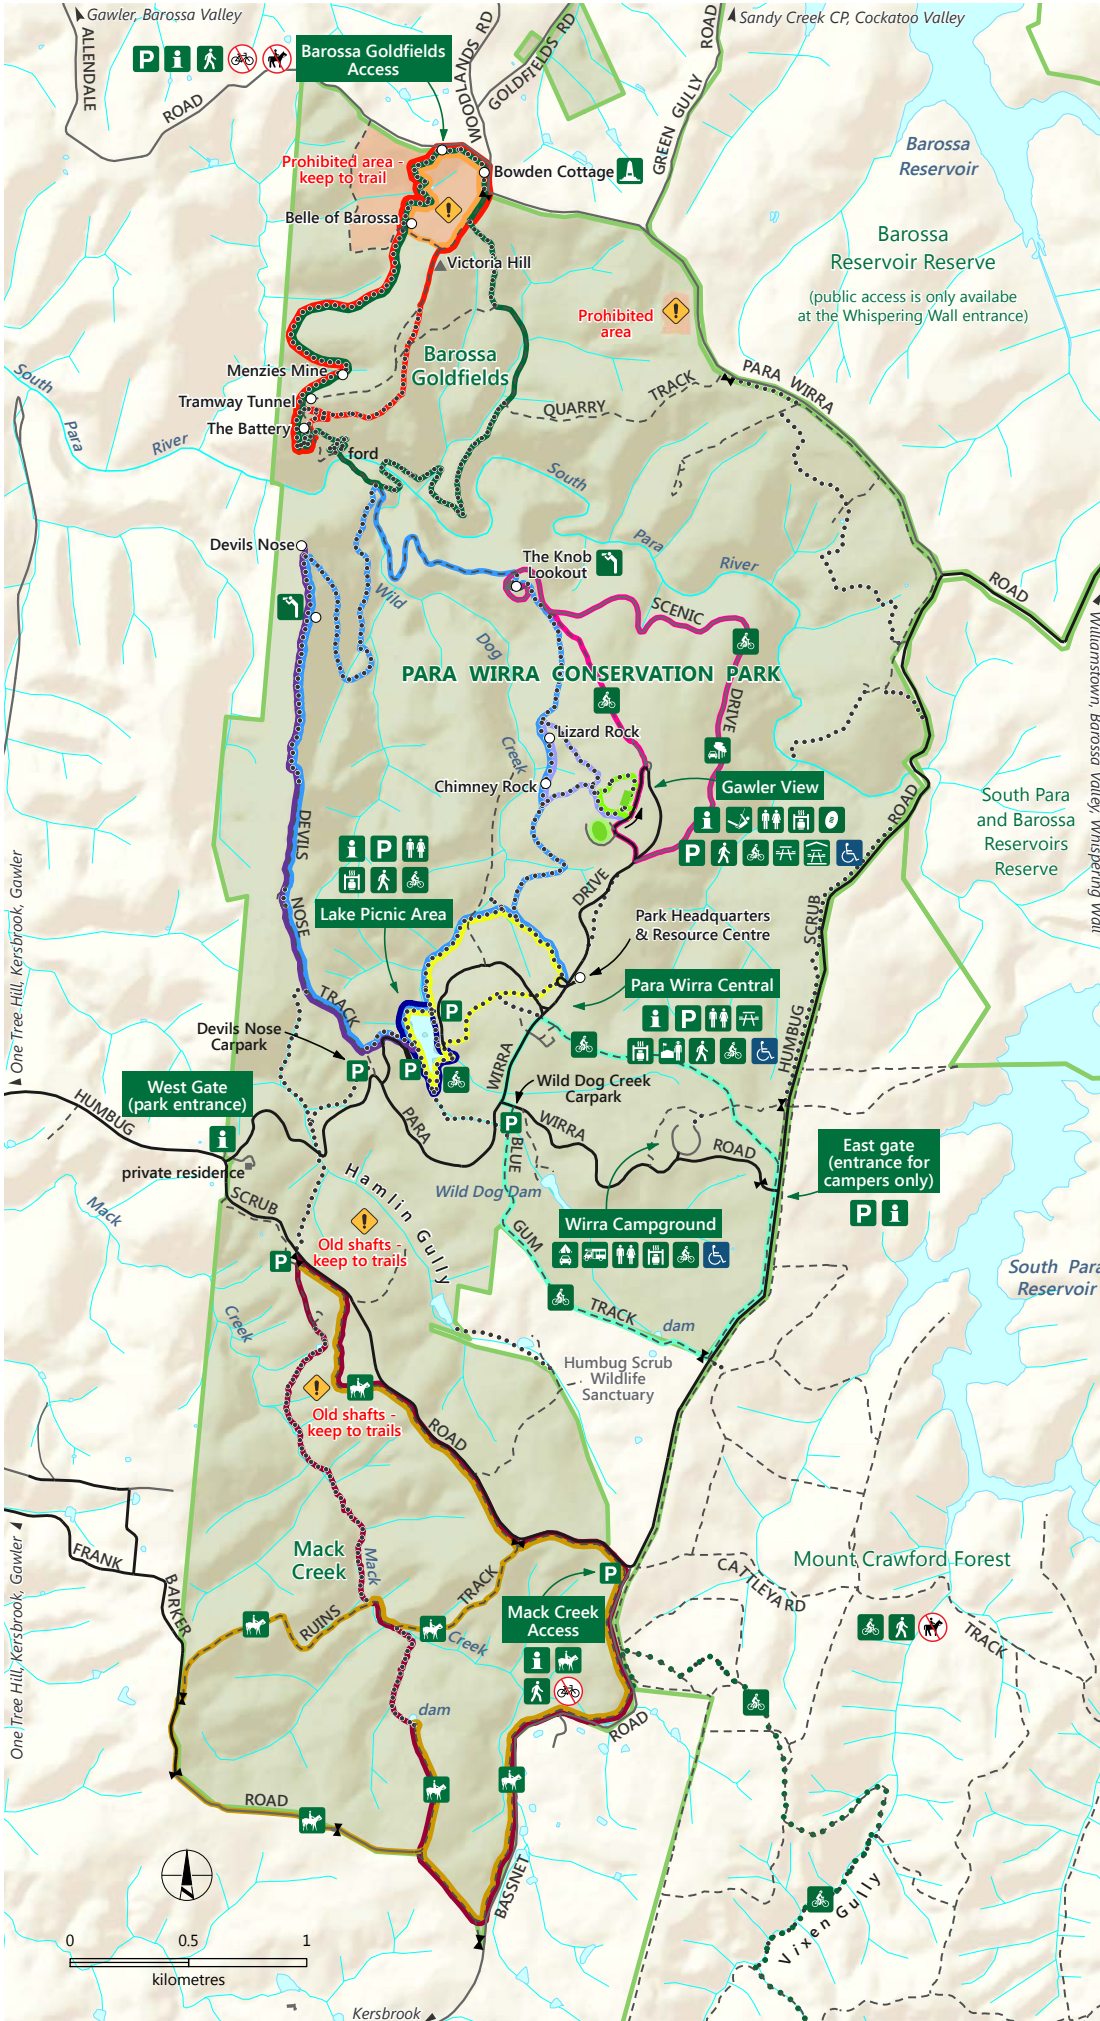 Gawler, Barossa Valley
Sandy Creek CP, Cockatoo Valley
ALLENDALE
ROAD
P
Barossa Goldfields
Access
WOODLANDS RD
GOLDFIELDS RD
GREEN GULLY
ROAD
Barossa
Reservoir
Prohibited area -
keep to trail
Bowden Cottage
Belle of Barossa
Victoria Hill
Barossa
Reservoir Reserve
(public access is only availabe
at the Whispering Wall entrance)
Prohibited
area
Barossa
Goldfields
Menzies Mine
Tramway Tunnel
The Battery
ford
QUARRY
TRACK
PARA WIRRA
South
Para
River
South
Para
River
Devils Nose
The Knob
Lookout
Wild
Dog
Creek
SCENIC
DRIVE
ROAD
Williamstown, Barossa Valley, Whispering Wall
PARA WIRRA CONSERVATION PARK
Lizard Rock
Chimney Rock
Gawler View
P
South Para
and Barossa
Reservoirs
Reserve
DEVILS
NOSE
TRACK
P
Lake Picnic Area
DRIVE
Park Headquarters
& Resource Centre
ROAD
SCRUB
HUMBUG
One Tree Hill, Kersbrook, Gawler
Para Wirra Central
P
P
P
P
Devils Nose
Carpark
WIRRA
PARA
Wild Dog Creek
Carpark
P
BLUE
GUM
TRACK
WIRRA
ROAD
West Gate
(park entrance)
HUMBUG
private residence
SCRUB
East gate
(entrance for
campers only)
P
Wild Dog Dam
Wirra Campground
Hamlin Gully
Mack
Creek
P
Old shafts -
keep to trails
dam
Humbug Scrub
Wildlife
Sanctuary
South Para
Reservoir
Old shafts -
keep to trails
ROAD
One Tree Hill, Kersbrook, Gawler
FRANK
BARKER
Mack
Creek
Mack
Creek
RUINS
TRACK
P
Mack Creek
Access
CATTLEYARD
TRACK
Mount Crawford Forest
dam
ROAD
ROAD
BASSNET
Vixen Gully
0
0.5
1
kilometres
Kersbrook